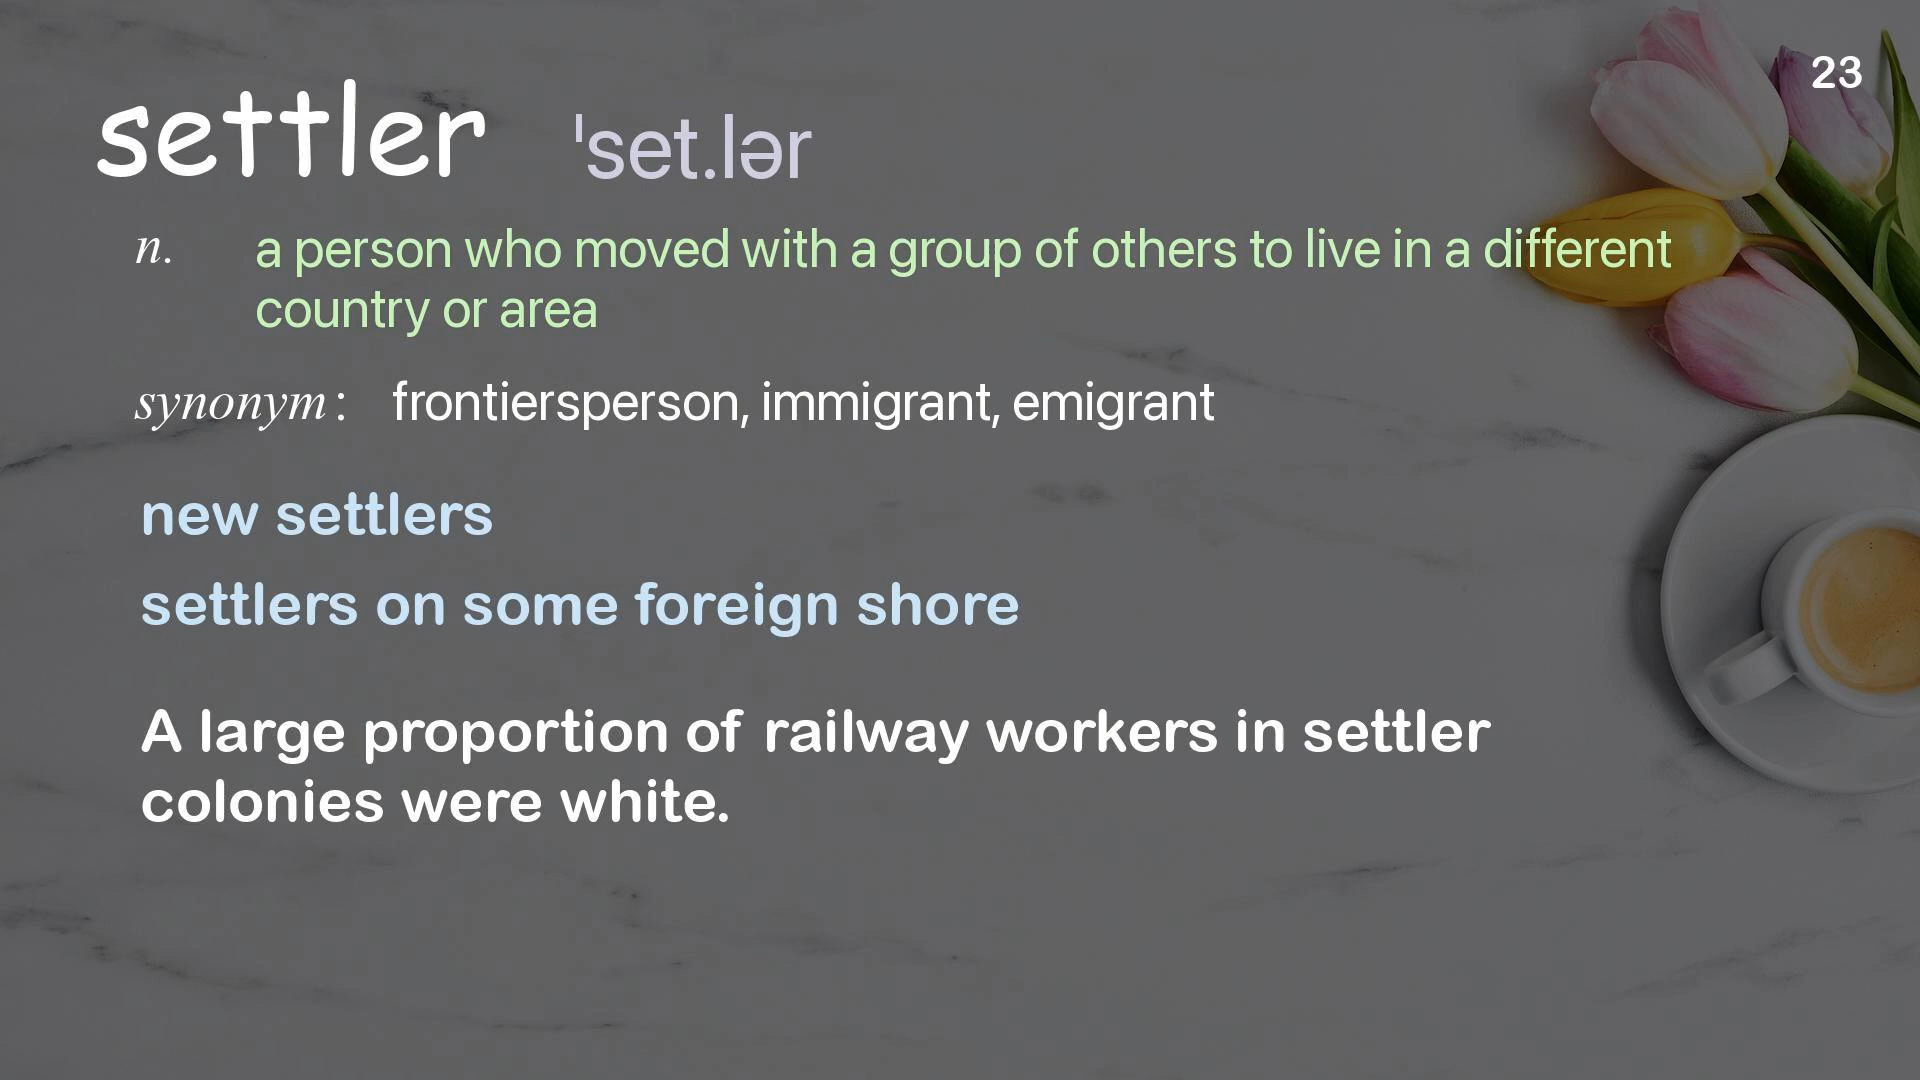 23
settler ˈset.lər
n. a person who moved with a group of others to live in a different
country or area
synonym: frontiersperson, immigrant, emigrant
new settlers
settlers on some foreign shore
A large proportion of railway workers in settler
colonies were white.